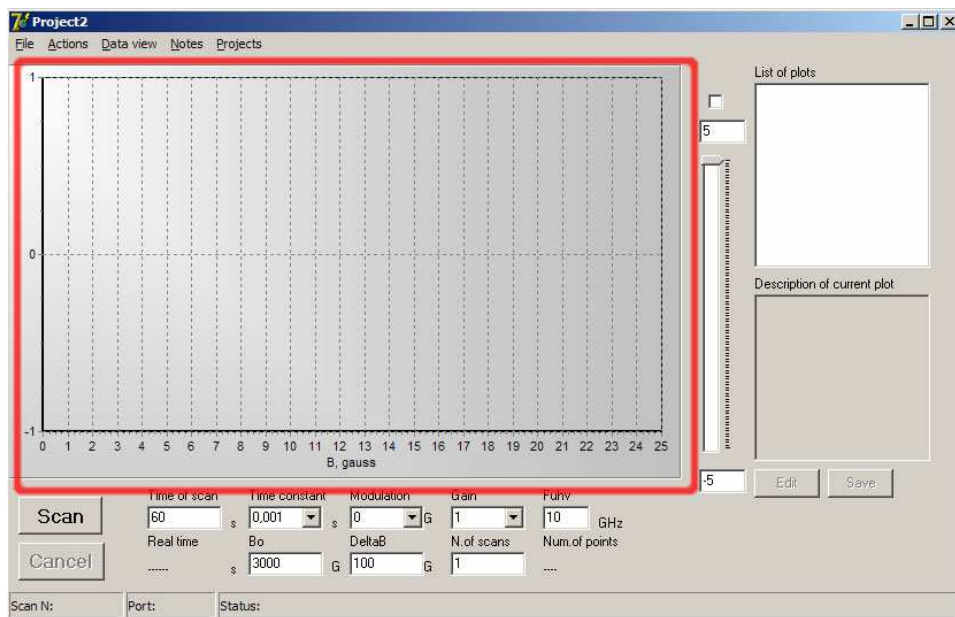 Project2
File Actions Data view Notes Projects
List of plots
5
1
0
-1
0 1 2 3 4 5 6 7 8 9 10 11 12 13 14 15 16 17 18 19 20 21 22 23 24 25
B, gauss
Description of current plot
-5
Edit Save
Time of scan Time constant Modulation Gain Fuhv
Scan 60 s 0,001 s 0 G 1 10 GHz
Real time Bo DeltaB N.of scans Num.of points
Cancel ------ s 3000 G 100 G 1 ----
Scan N: Port: Status: